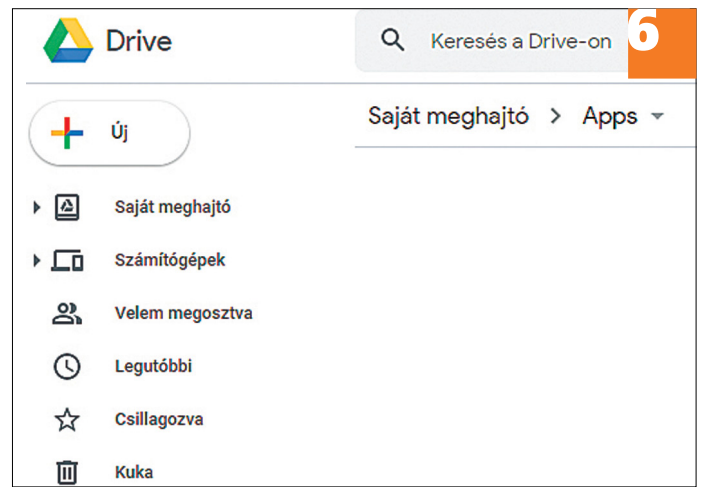 Drive
Keresés a Drive-on
6
Új
Saját meghajtó > Apps
Saját meghajtó
Számítógépek
Velem megosztva
Legutóbbi
Csillagozva
Kuka